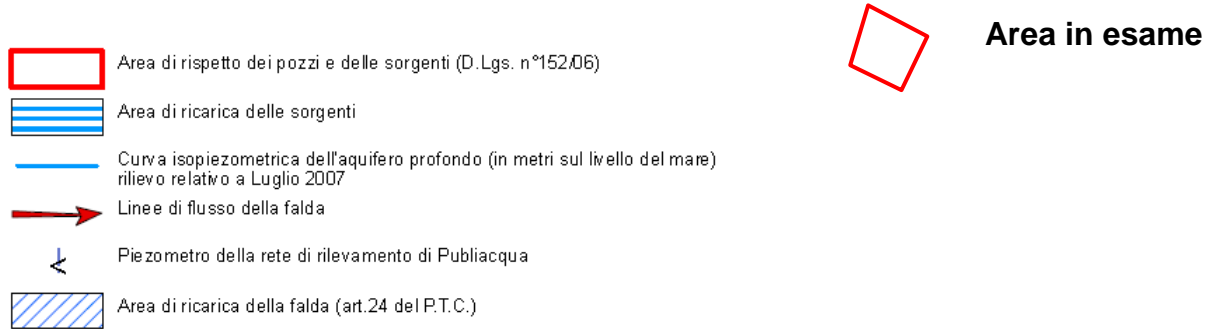 Area in esame
Area di rispetto dei pozzi e delle sorgenti (D.Lgs. n°152/06)
Area di ricarica delle sorgenti
Curva isopiezometrica dell'aquifero profondo (in metri sul livello del mare)
rilievo relativo a Luglio 2007
Linee di flusso della falda
Piezometro della rete di rilevamento di Publiacqua
Area di ricarica della falda (art.24 del P.T.C.)